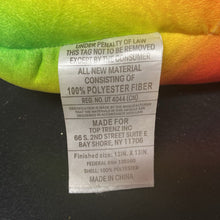 UNDER PENALTY OF LAW
THIS TAG NOT TO BE REMOVED
EXCEPT BY THE CONSUMER
ALL NEW MATERIAL
CONSISTING OF
100% POLYESTER FIBER
REG. NO. UT 4044 (CN)
MADE FOR
TOP TRENZ INC
66 S. 2ND STREET SUITE E
BAY SHORE, NY 11706
Finished size: 13IN. X 13IN.
FEDERAL RN#
SHELL: 100% POLYESTER
MADE IN CHINA